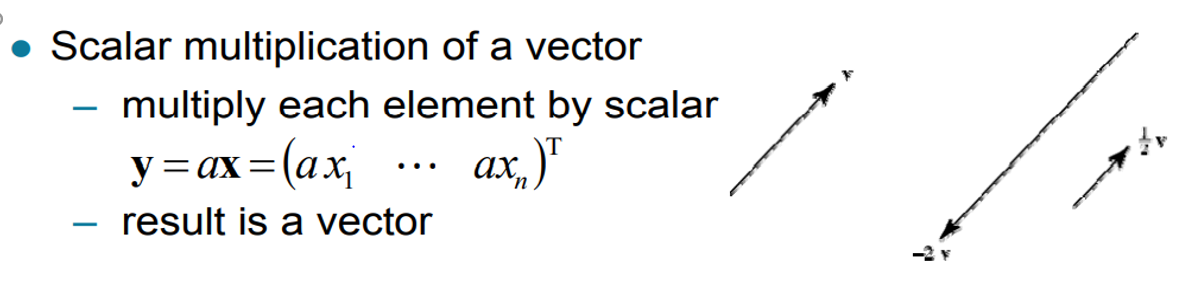 • Scalar multiplication of a vector
– multiply each element by scalar
y = ax = (ax₁ ⋯ axₙ)ᵀ
– result is a vector
v
-2 v
½ v